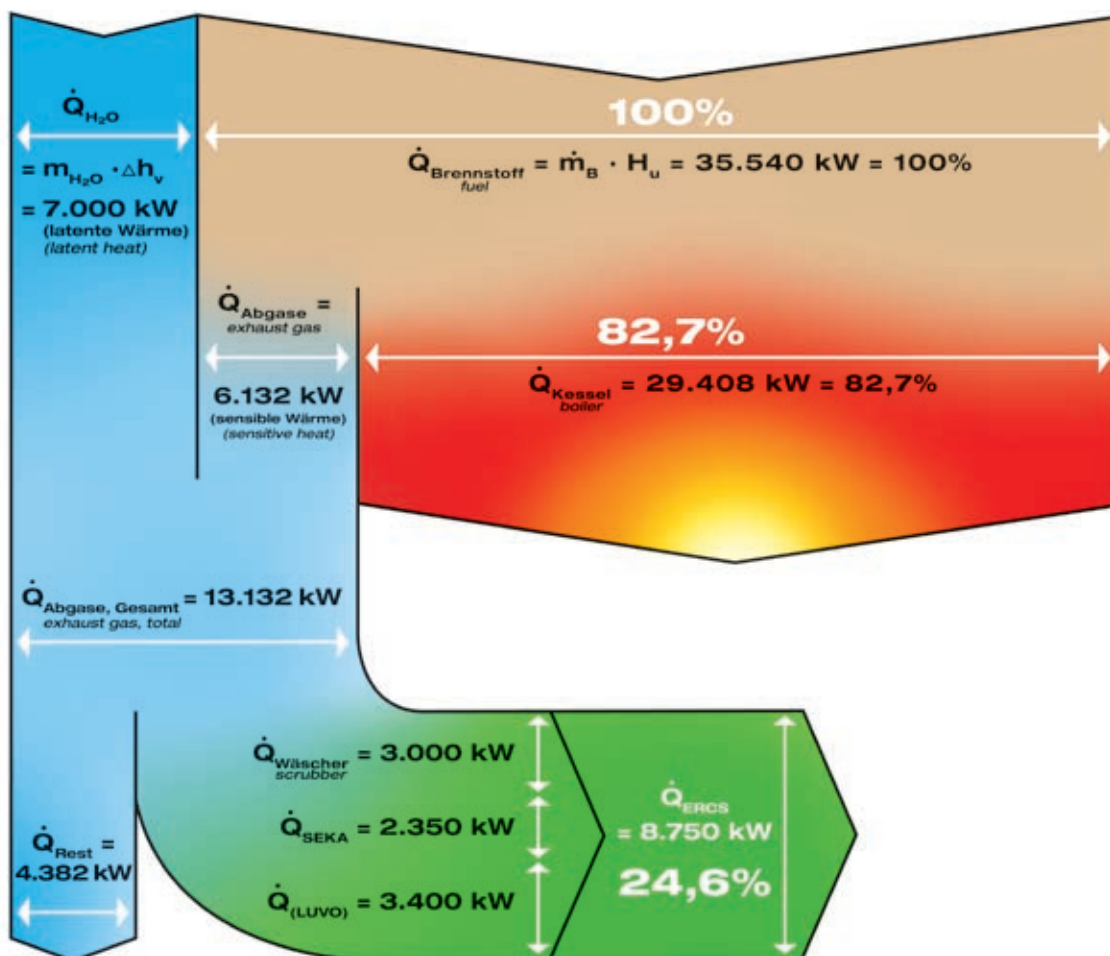 Q̇H₂O
= mH₂O · Δhv
= 7.000 kW
(latente Wärme)
(latent heat)
100%
Q̇Brennstoff = ṁB · Hu = 35.540 kW = 100%
fuel
Q̇Abgase =
exhaust gas
6.132 kW
(sensible Wärme)
(sensitive heat)
82,7%
Q̇Kessel = 29.408 kW = 82,7%
boiler
Q̇Abgase, Gesamt = 13.132 kW
exhaust gas, total
Q̇Wäscher = 3.000 kW
scrubber
Q̇SEKA = 2.350 kW
Q̇(LUVO) = 3.400 kW
Q̇ERCS
= 8.750 kW
24,6%
Q̇Rest =
4.382 kW